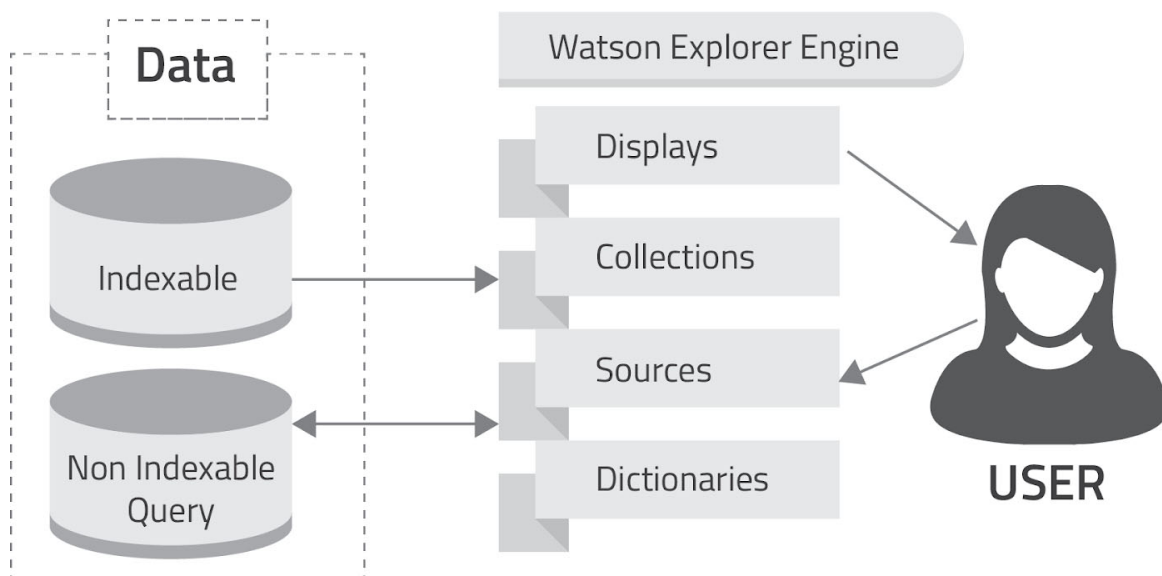 Data
Indexable
Non Indexable
Query
Watson Explorer Engine
Displays
Collections
Sources
Dictionaries
USER